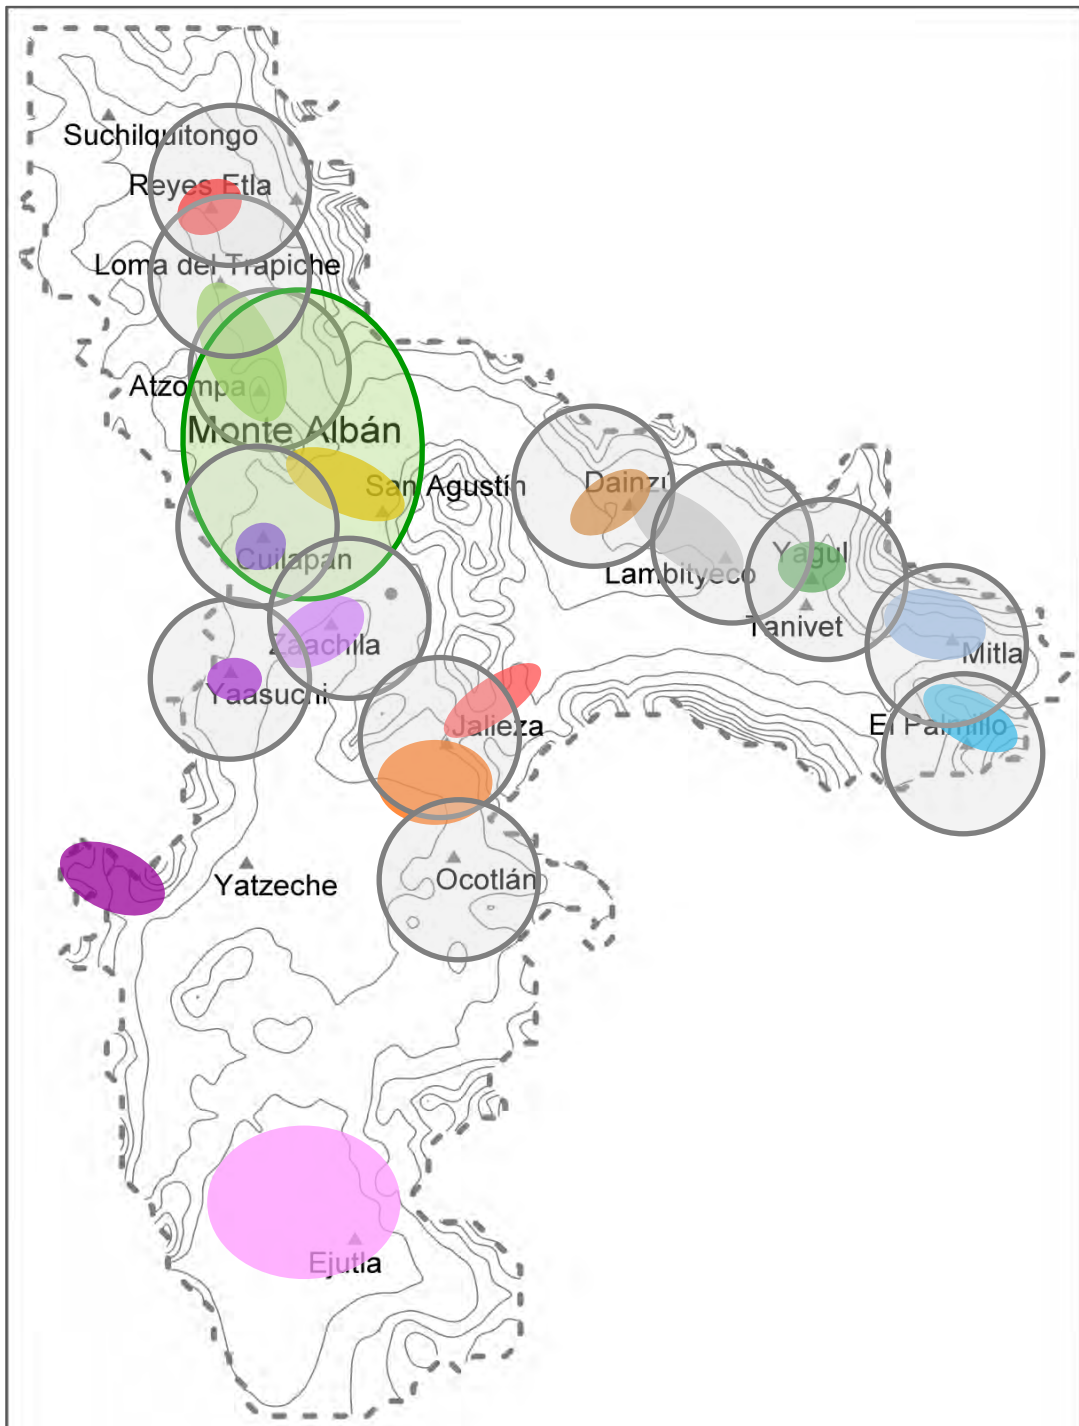 Suchilquitongo
Reyes Etla
Loma del Trapiche
Atzompa
Monte Albán
San Agustín
Dainzú
Cuilapan
Lambityeco
Yagul
Tanivet
Zaachila
Mitla
Yaasuchi
Jalieza
El Palmillo
Yatzeche
Ocotlán
Ejutla